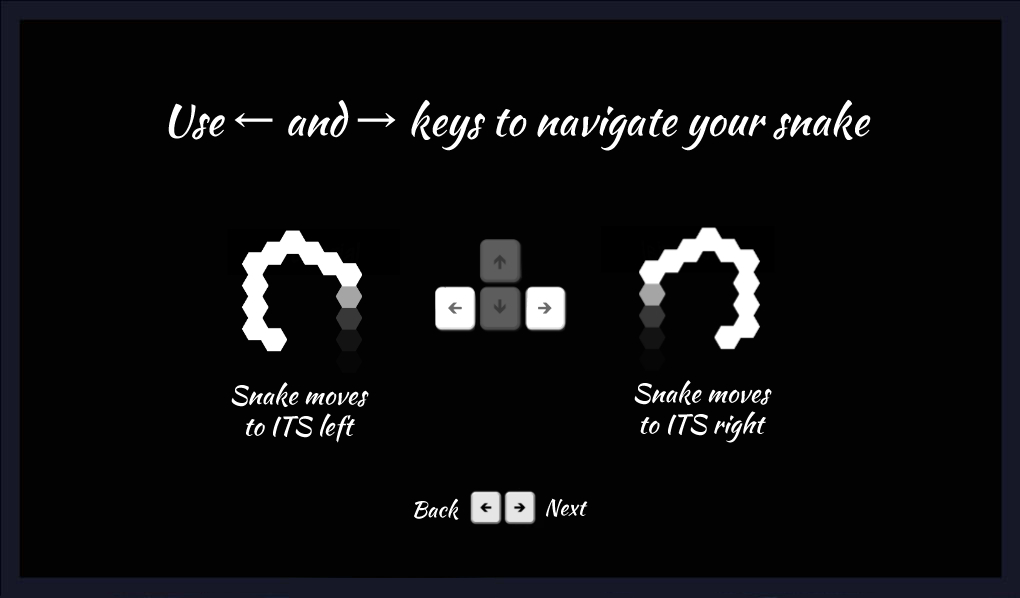 Use ← and → keys to navigate your snake
↑
← ↓ →
Snake moves
to ITS left
Snake moves
to ITS right
Back ← → Next